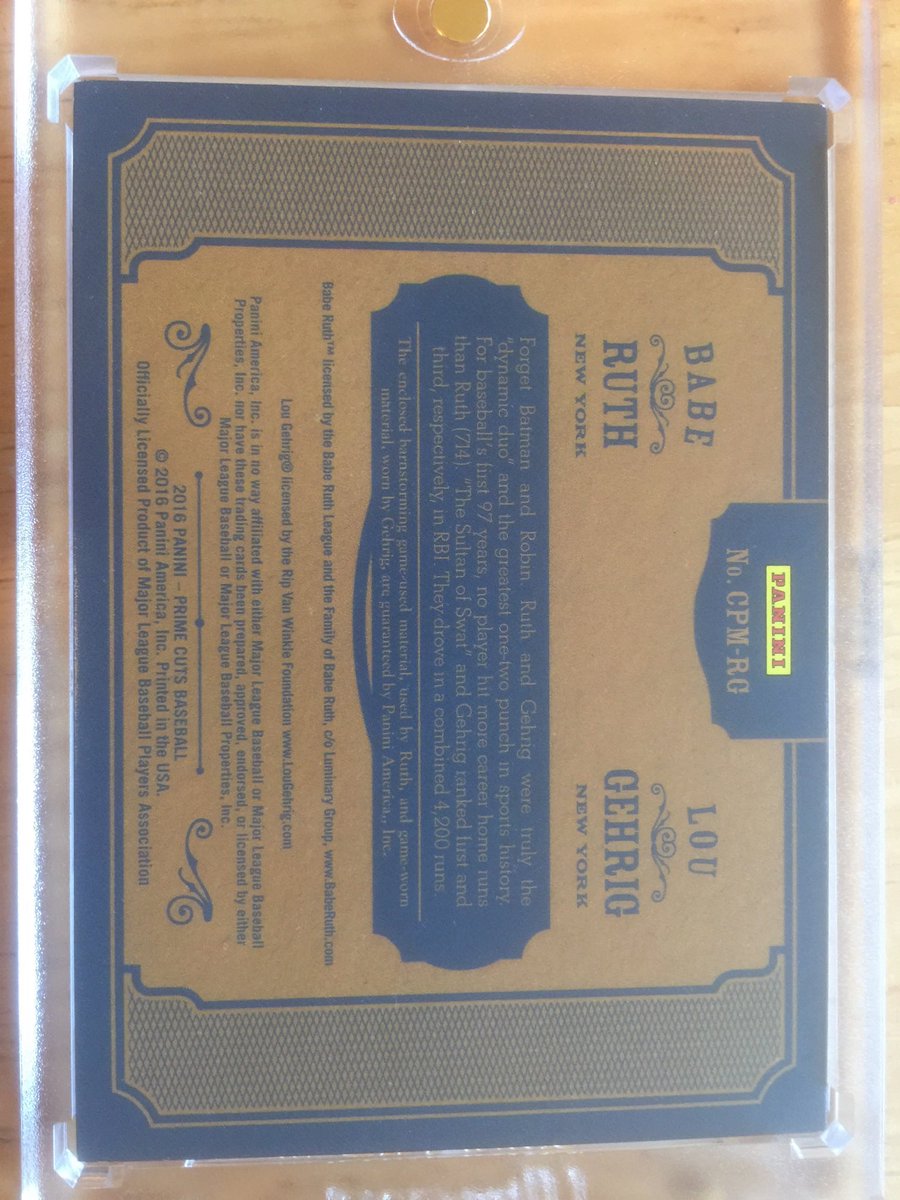 PANINI
No. CPM-RG
BABE
RUTH
NEW YORK
LOU
GEHRIG
NEW YORK
Forget Batman and Robin. Ruth and Gehrig were truly the
"dynamic duo" and the greatest one-two punch in sports history.
For baseball's first 97 years, no player hit more career home runs
than Ruth (714). "The Sultan of Swat" and Gehrig ranked first and
third, respectively, in RBI. They drove in a combined 4,200 runs.
The enclosed barnstorming game-used material, used by Ruth, and game-worn
material, worn by Gehrig, are guaranteed by Panini America, Inc.
Babe Ruth™ licensed by the Babe Ruth League and the Family of Babe Ruth, c/o Luminary Group, www.BabeRuth.com
Lou Gehrig® licensed by the Rip Van Winkle Foundation www.LouGehrig.com
Panini America, Inc. is in no way affiliated with either Major League Baseball or Major League Baseball
Properties, Inc. nor have these trading cards been prepared, approved, endorsed, or licensed by either
Major League Baseball or Major League Baseball Properties, Inc.
2016 PANINI – PRIME CUTS BASEBALL
© 2016 Panini America, Inc. Printed in the USA.
Officially Licensed Product of Major League Baseball Players Association